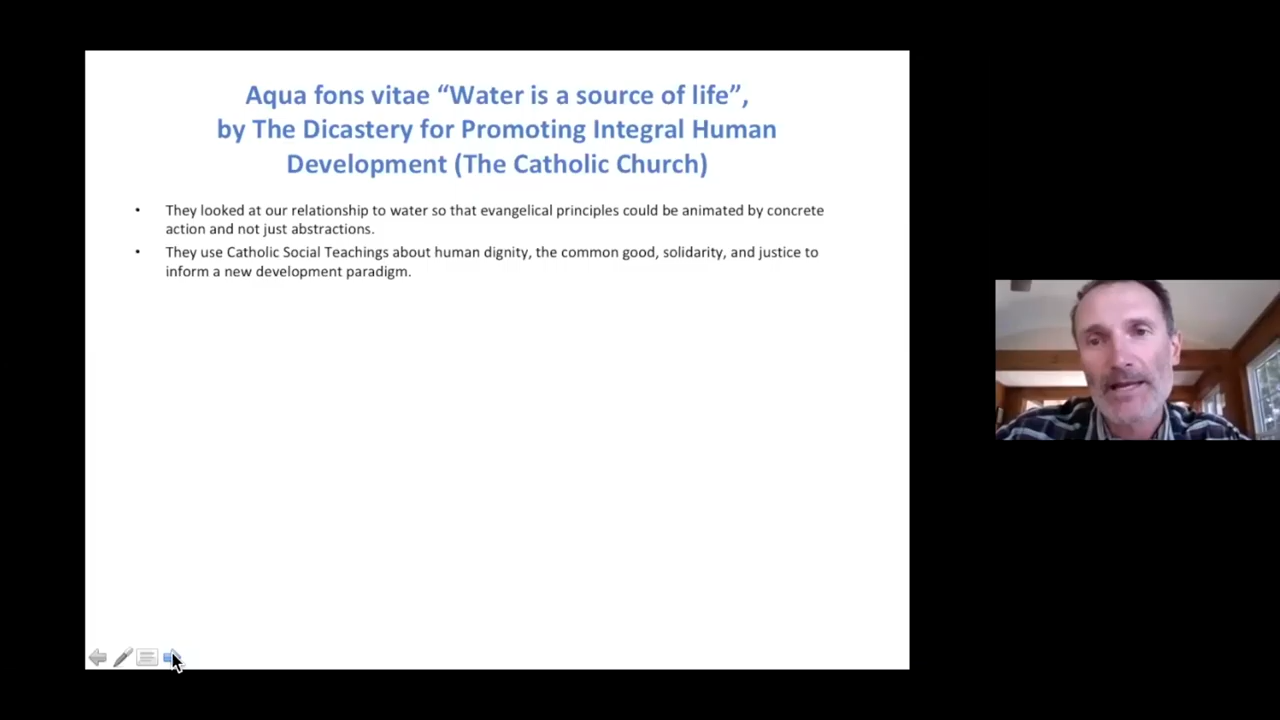 Aqua fons vitae “Water is a source of life”,
by The Dicastery for Promoting Integral Human
Development (The Catholic Church)
• They looked at our relationship to water so that evangelical principles could be animated by concrete
action and not just abstractions.
• They use Catholic Social Teachings about human dignity, the common good, solidarity, and justice to
inform a new development paradigm.